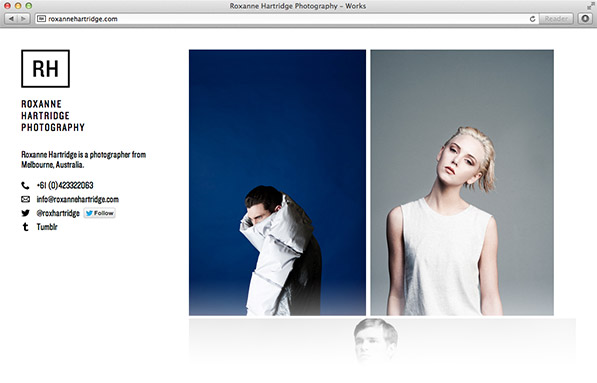 Roxanne Hartridge Photography – Works
RH roxannehartridge.com
Reader
RH
ROXANNE
HARTRIDGE
PHOTOGRAPHY
Roxanne Hartridge is a photographer from
Melbourne, Australia.
+61 (0)423322063
info@roxannehartridge.com
@roxhartridge Follow
Tumblr